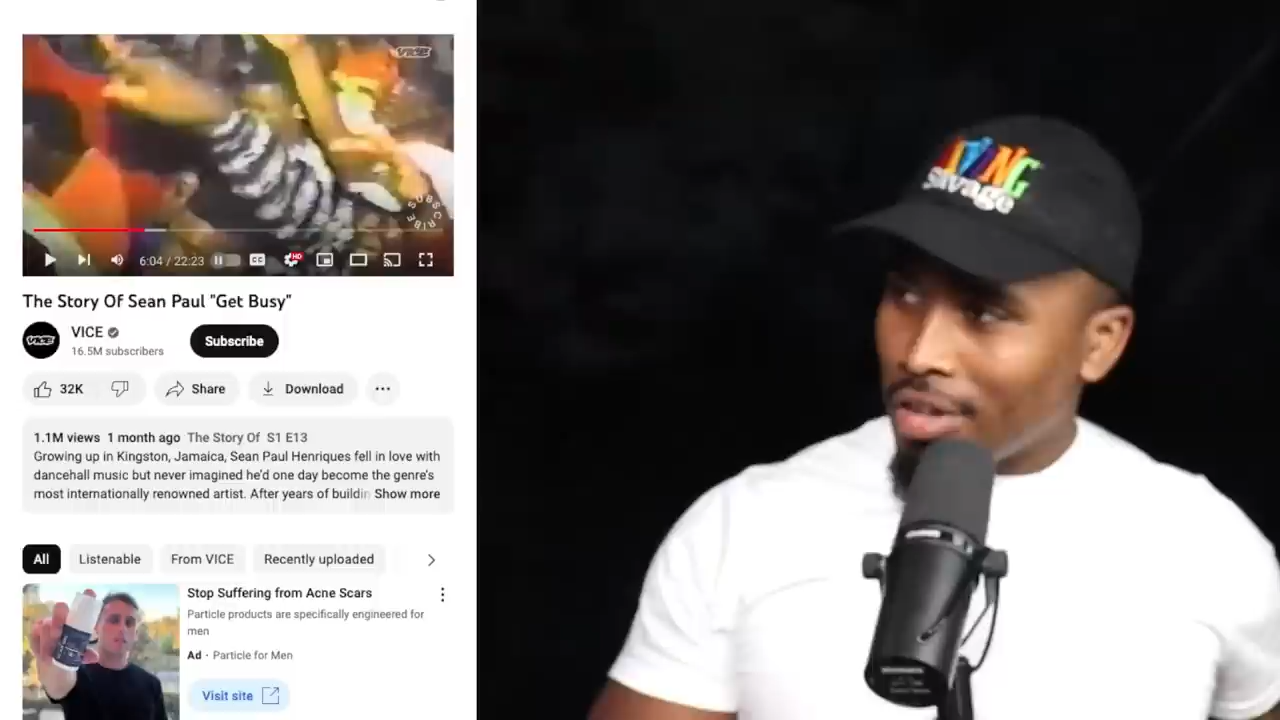 VICE
SUBSCRIBE
6:04 / 22:23
CC
HD
The Story Of Sean Paul "Get Busy"
VICE
VICE
16.5M subscribers
Subscribe
32K
Share
Download
1.1M views 1 month ago The Story Of S1 E13
Growing up in Kingston, Jamaica, Sean Paul Henriques fell in love with
dancehall music but never imagined he'd one day become the genre's
most internationally renowned artist. After years of buildin Show more
All
Listenable
From VICE
Recently uploaded
Stop Suffering from Acne Scars
Particle products are specifically engineered for
men
Ad · Particle for Men
Visit site
savage